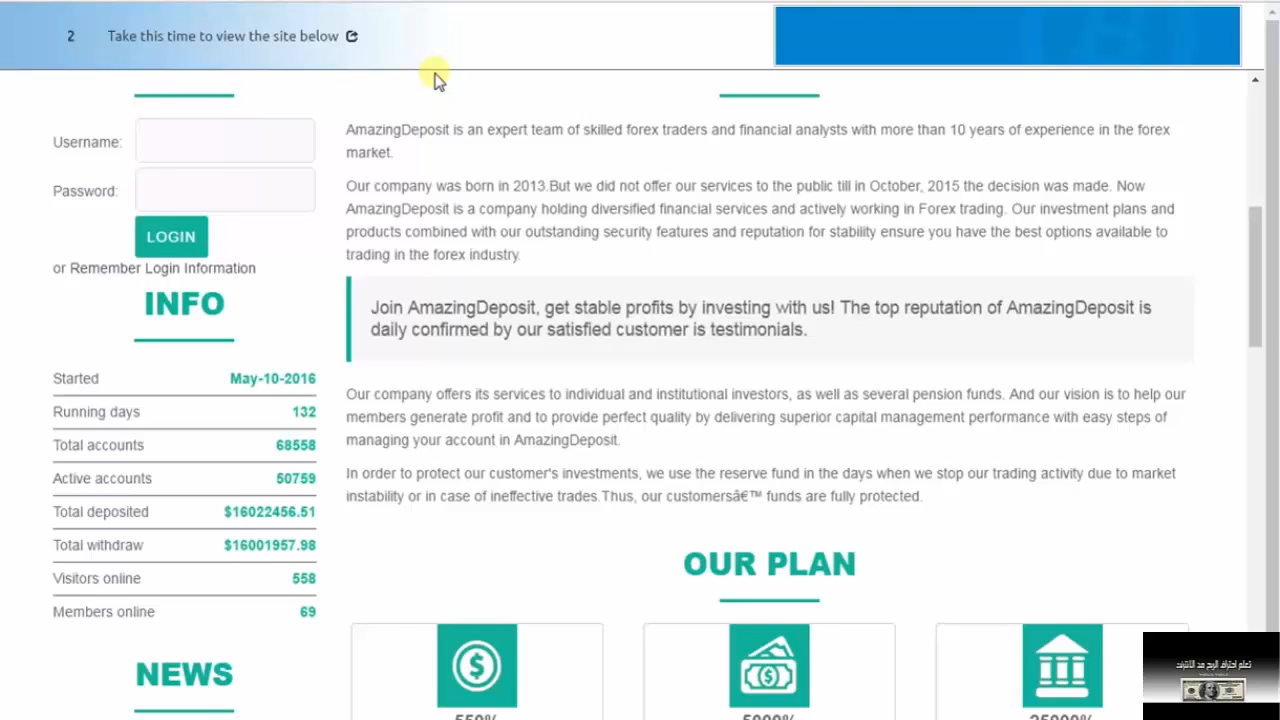 2 Take this time to view the site below
Username:
Password:
LOGIN
or Remember Login Information
INFO
Started May-10-2016
Running days 132
Total accounts 68558
Active accounts 50759
Total deposited $16022456.51
Total withdraw $16001957.98
Visitors online 558
Members online 69
NEWS
AmazingDeposit is an expert team of skilled forex traders and financial analysts with more than 10 years of experience in the forex
market.
Our company was born in 2013.But we did not offer our services to the public till in October, 2015 the decision was made. Now
AmazingDeposit is a company holding diversified financial services and actively working in Forex trading. Our investment plans and
products combined with our outstanding security features and reputation for stability ensure you have the best options available to
trading in the forex industry.
Join AmazingDeposit, get stable profits by investing with us! The top reputation of AmazingDeposit is
daily confirmed by our satisfied customer is testimonials.
Our company offers its services to individual and institutional investors, as well as several pension funds. And our vision is to help our
members generate profit and to provide perfect quality by delivering superior capital management performance with easy steps of
managing your account in AmazingDeposit.
In order to protect our customer's investments, we use the reserve fund in the days when we stop our trading activity due to market
instability or in case of ineffective trades.Thus, our customersâ€™ funds are fully protected.
OUR PLAN
550% 5000% 25000%
تعلم احتراف الربح من الانترنت